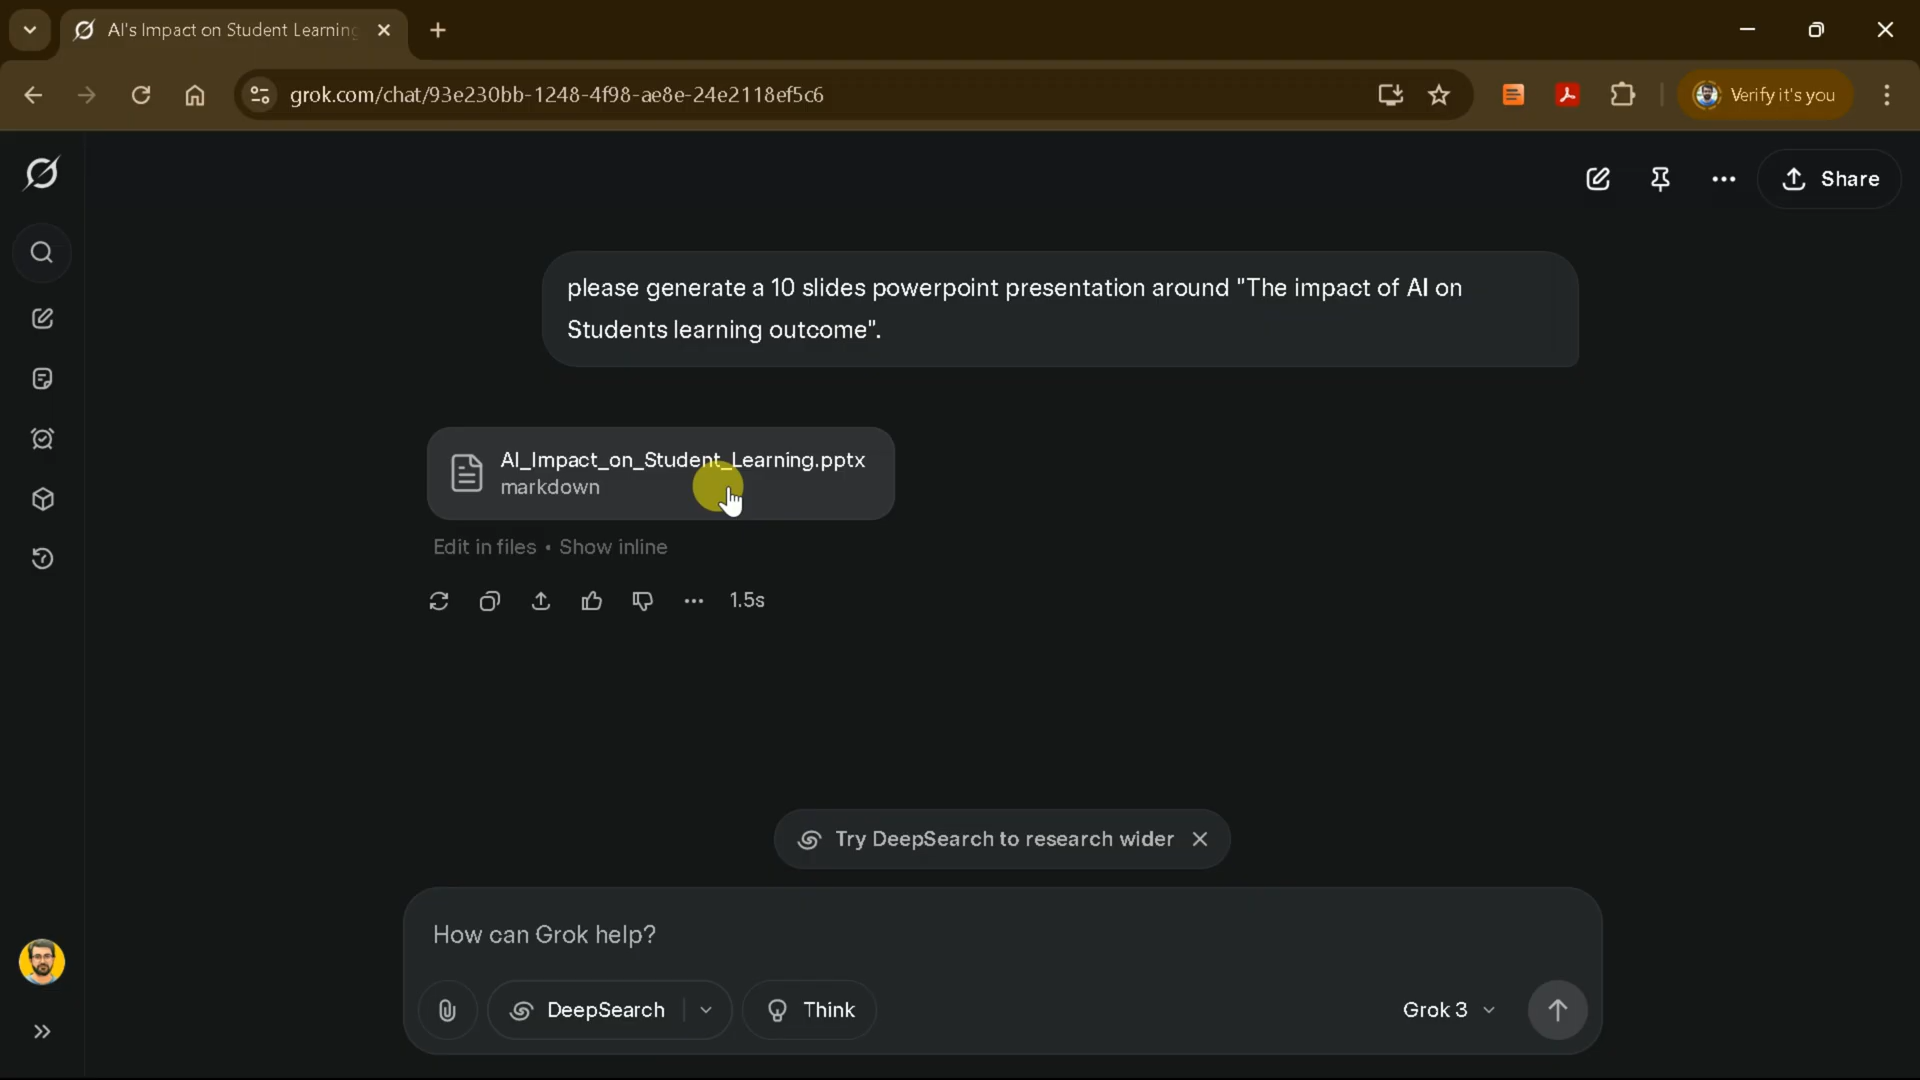 AI's Impact on Student Learning
grok.com/chat/93e230bb-1248-4f98-ae8e-24e2118ef5c6
Verify it's you
Share
please generate a 10 slides powerpoint presentation around "The impact of AI on
Students learning outcome".
AI_Impact_on_Student_Learning.pptx
markdown
Edit in files • Show inline
1.5s
Try DeepSearch to research wider
How can Grok help?
DeepSearch
Think
Grok 3